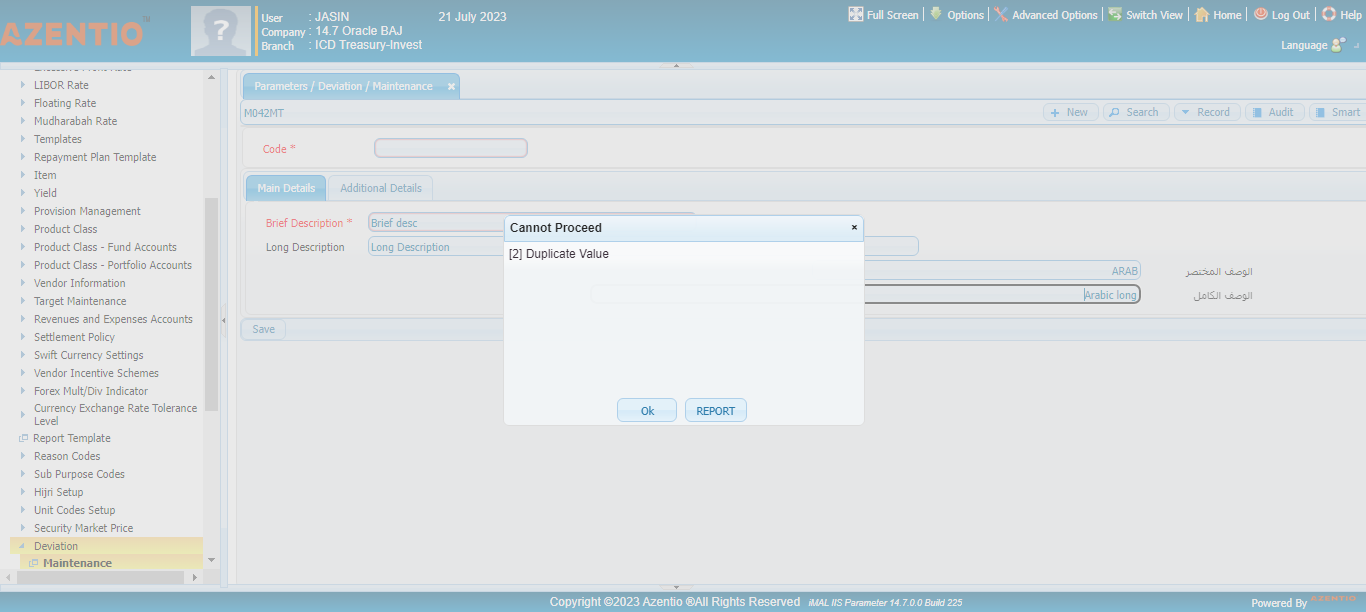 AZENTIO™
User : JASIN 21 July 2023
Company : 14.7 Oracle BAJ
Branch : ICD Treasury-Invest
Full Screen Options Advanced Options Switch View Home Log Out Help
Language
LIBOR Rate
Floating Rate
Mudharabah Rate
Templates
Repayment Plan Template
Item
Yield
Provision Management
Product Class
Product Class - Fund Accounts
Product Class - Portfolio Accounts
Vendor Information
Target Maintenance
Revenues and Expenses Accounts
Settlement Policy
Swift Currency Settings
Vendor Incentive Schemes
Forex Mult/Div Indicator
Currency Exchange Rate Tolerance
Level
Report Template
Reason Codes
Sub Purpose Codes
Hijri Setup
Unit Codes Setup
Security Market Price
Deviation
Maintenance
Parameters / Deviation / Maintenance ×
M042MT
New Search Record Audit Smart
Code *
Main Details Additional Details
Brief Description * Brief desc
Long Description Long Description
ARAB الوصف المختصر
Arabic long الوصف الكامل
Save
Cannot Proceed ×
[2] Duplicate Value
Ok REPORT
Copyright ©2023 Azentio ®All Rights Reserved iMAL IIS Parameter 14.7.0.0 Build 225
Powered By AZENTIO